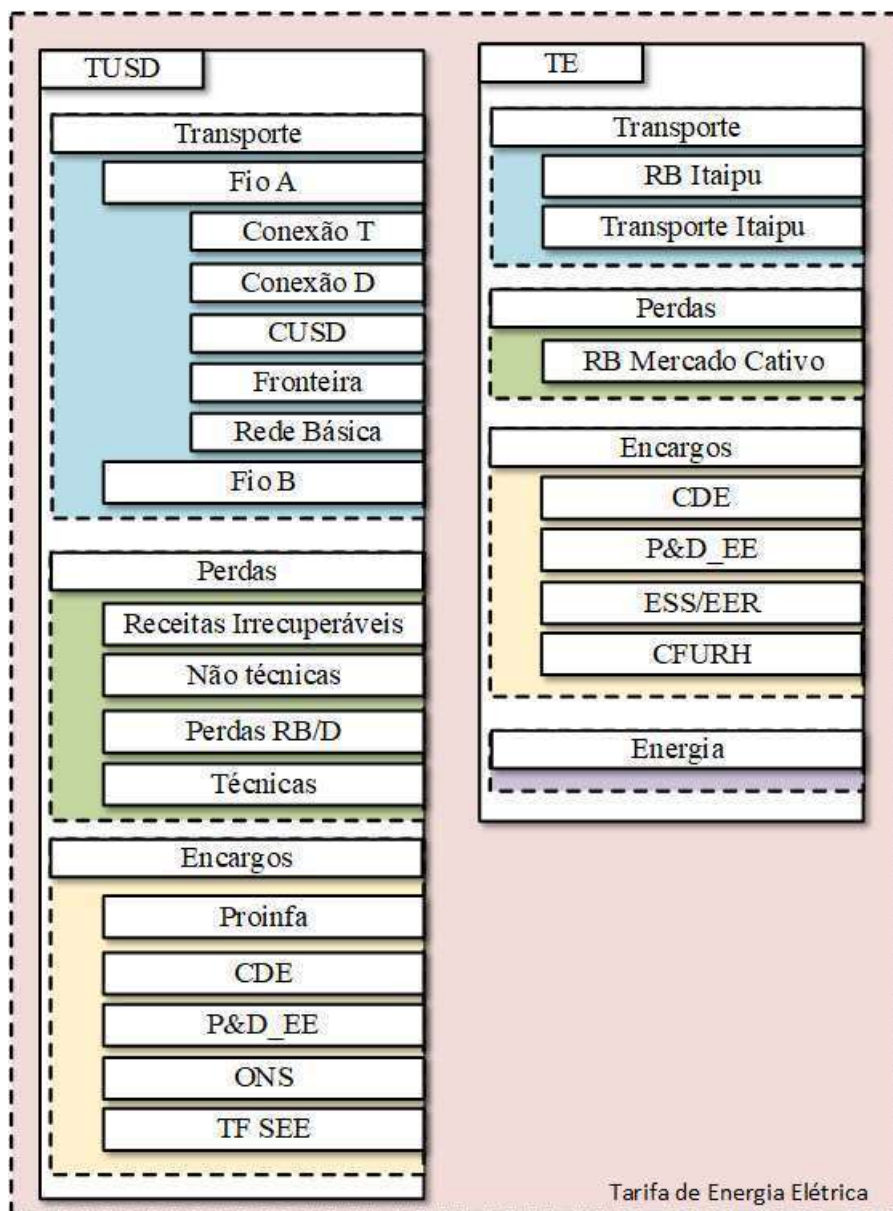 TUSD
Transporte
Fio A
Conexão T
Conexão D
CUSD
Fronteira
Rede Básica
Fio B
Perdas
Receitas Irrecuperáveis
Não técnicas
Perdas RB/D
Técnicas
Encargos
Proinfa
CDE
P&D_EE
ONS
TF SEE
TE
Transporte
RB Itaipu
Transporte Itaipu
Perdas
RB Mercado Cativo
Encargos
CDE
P&D_EE
ESS/EER
CFURH
Energia
Tarifa de Energia Elétrica